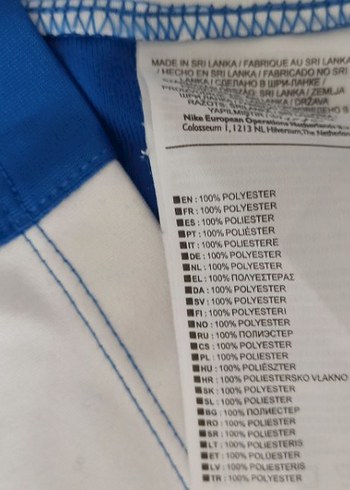 MADE IN SRI LANKA / FABRIQUE AU SRI LANKA
/ HECHO EN SRI LANKA / FABRICADO NO SRI
LANKA / СДЕЛАНО В ШРИ-ЛАНКЕ /
SRI LANKA / ZEMLJA
DRŽAVA
Nike European Operations Netherlands
Colosseum 1, 1213 NL Hilversum, The Netherlands
EN : 100% POLYESTER
FR : 100% POLYESTER
ES : 100% POLIESTER
PT : 100% POLIÉSTER
IT : 100% POLIESTERE
DE : 100% POLYESTER
NL : 100% POLYESTER
EL : 100% ΠΟΛΥΕΣΤΕΡΑΣ
DA : 100% POLYESTER
SV : 100% POLYESTER
FI : 100% POLYESTERI
NO : 100% POLYESTER
RU : 100% ПОЛИЭСТЕР
CS : 100% POLYESTER
PL : 100% POLIESTER
HU : 100% POLIÉSZTER
HR : 100% POLIESTERSKO VLAKNO
SK : 100% POLYESTER
SL : 100% POLIESTER
BG : 100% ПОЛИЕСТЕР
RO : 100% POLIESTER
SR : 100% POLIESTER
LT : 100% POLIESTERIS
ET : 100% POLÜESTER
LV : 100% POLIESTERIS
TR : 100% POLYESTER